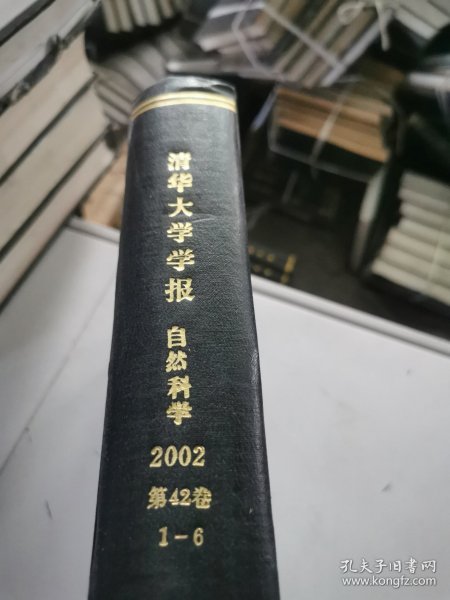 清华大学学报
自然科学
2002
第42卷
1-6
孔夫子旧书网
www.kongfz.com